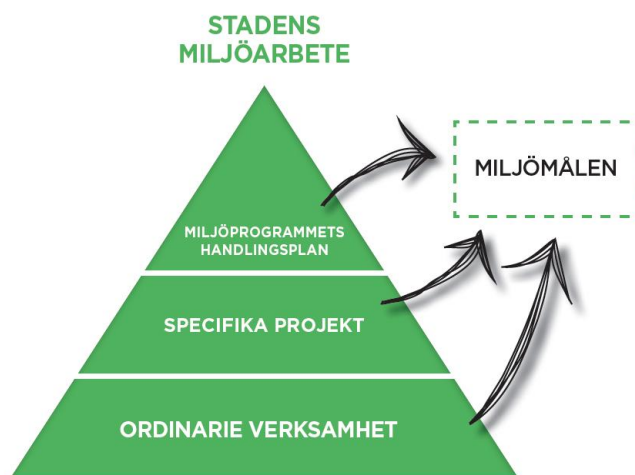 STADENS
MILJÖARBETE
MILJÖMÅLEN
MILJÖPROGRAMMETS
HANDLINGSPLAN
SPECIFIKA PROJEKT
ORDINARIE VERKSAMHET